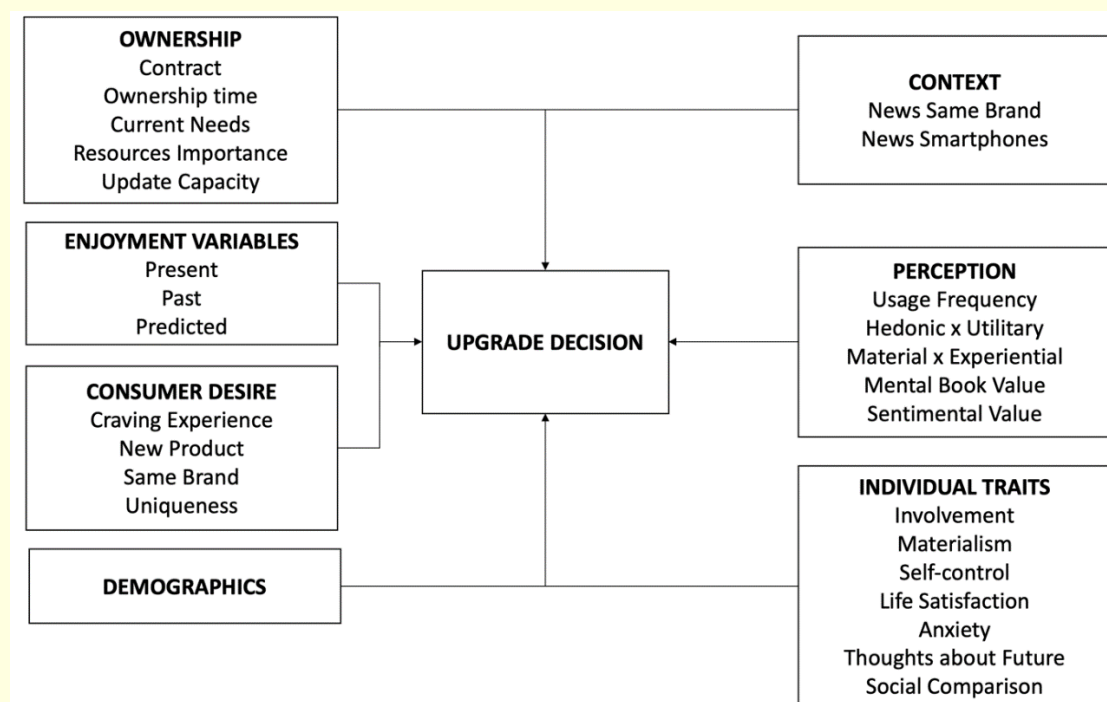 OWNERSHIP
Contract
Ownership time
Current Needs
Resources Importance
Update Capacity
ENJOYMENT VARIABLES
Present
Past
Predicted
CONSUMER DESIRE
Craving Experience
New Product
Same Brand
Uniqueness
DEMOGRAPHICS
UPGRADE DECISION
CONTEXT
News Same Brand
News Smartphones
PERCEPTION
Usage Frequency
Hedonic x Utilitary
Material x Experiential
Mental Book Value
Sentimental Value
INDIVIDUAL TRAITS
Involvement
Materialism
Self-control
Life Satisfaction
Anxiety
Thoughts about Future
Social Comparison